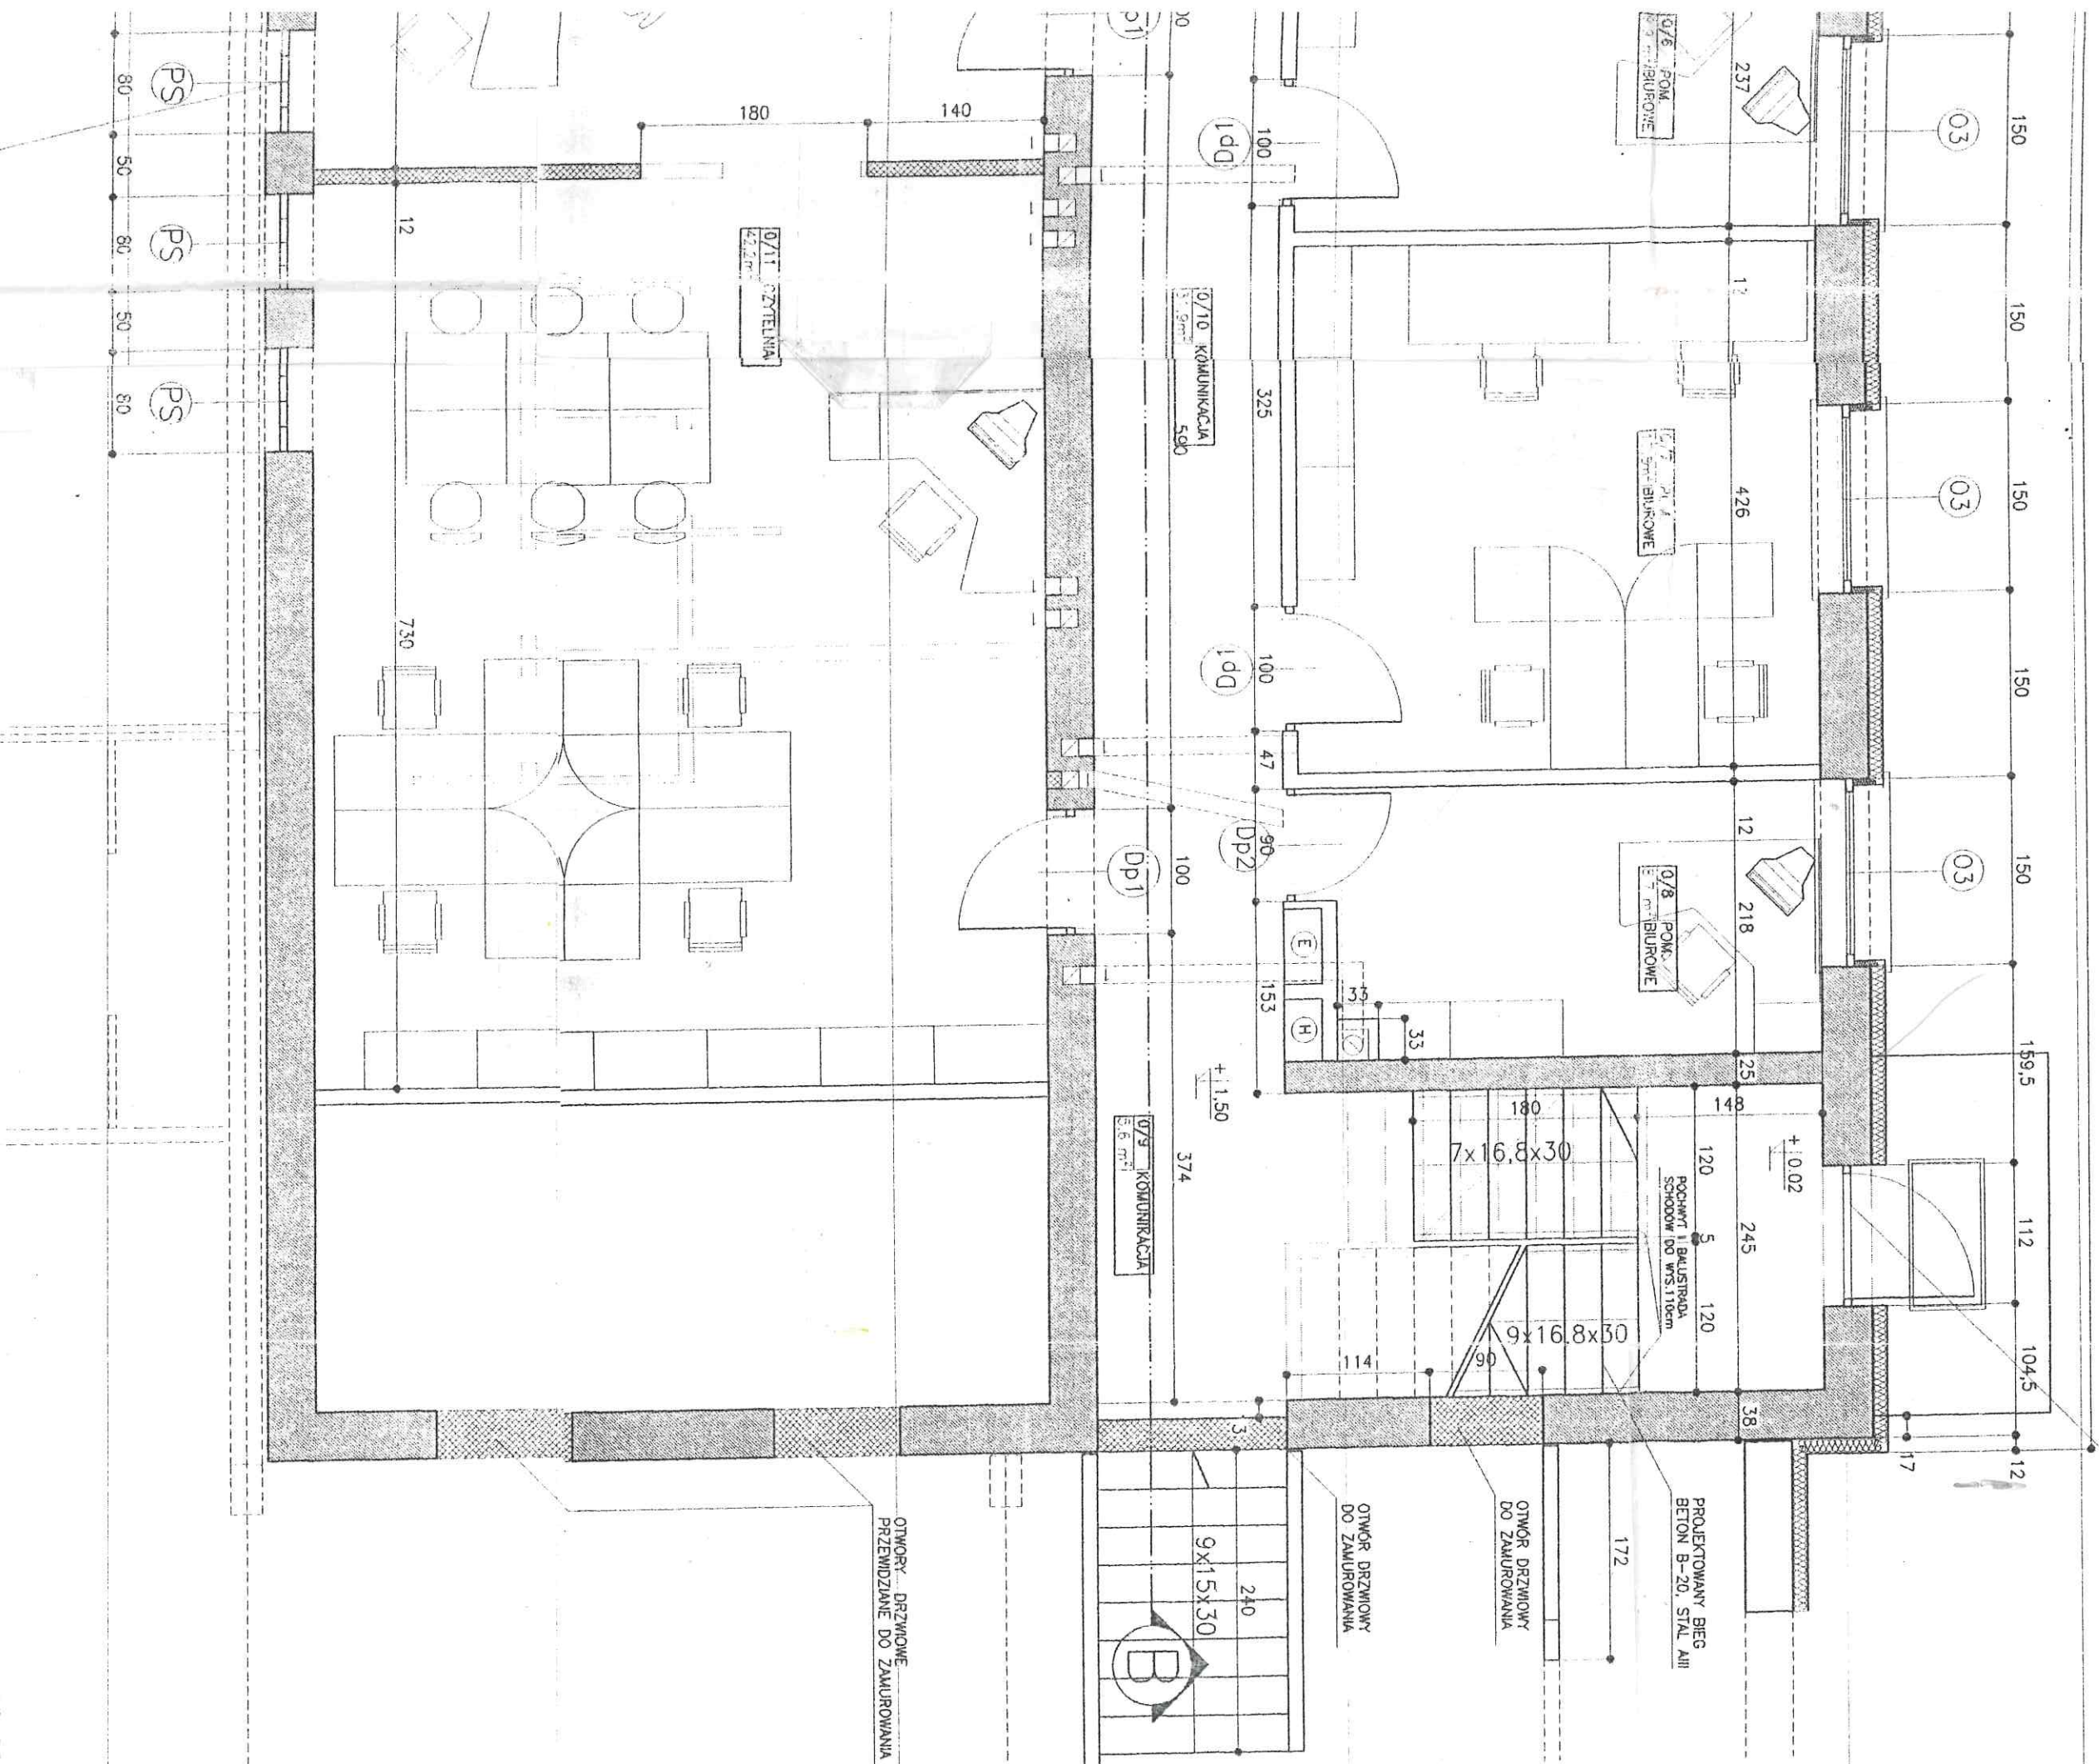 80
50
80
50
80
PS
PS
PS
12
730
180
140
0/11 CZYTELNIA
42.2m²
0/10 KOMUNIKACJA
590
Dp1
100
374
0/9 KOMUNIKACJA
5.6 m²
+1,50
Dp1
100
325
Dp1
100
47
Dp2
90
153
E
H
33
33
0/6 POM.
BIUROWE
237
BIUROWE
426
12
0/8 POM.
BIUROWE
218
25
245
38
O3
O3
O3
150
150
150
150
150
159,5
112
104,5
12
17
180
148
7x16,8x30
9x16,8x30
120
5
120
+0.02
POCHWYT I BALUSTRADA
SCHODÓW DO WYS.110cm
114
90
3
172
240
9x15x30
B
PROJEKTOWANY BIEG
BETON B-20, STAL AIII
OTWÓR DRZWIOWY
DO ZAMUROWANIA
OTWÓR DRZWIOWY
DO ZAMUROWANIA
OTWORY DRZWIOWE
PRZEWIDZIANE DO ZAMUROWANIA